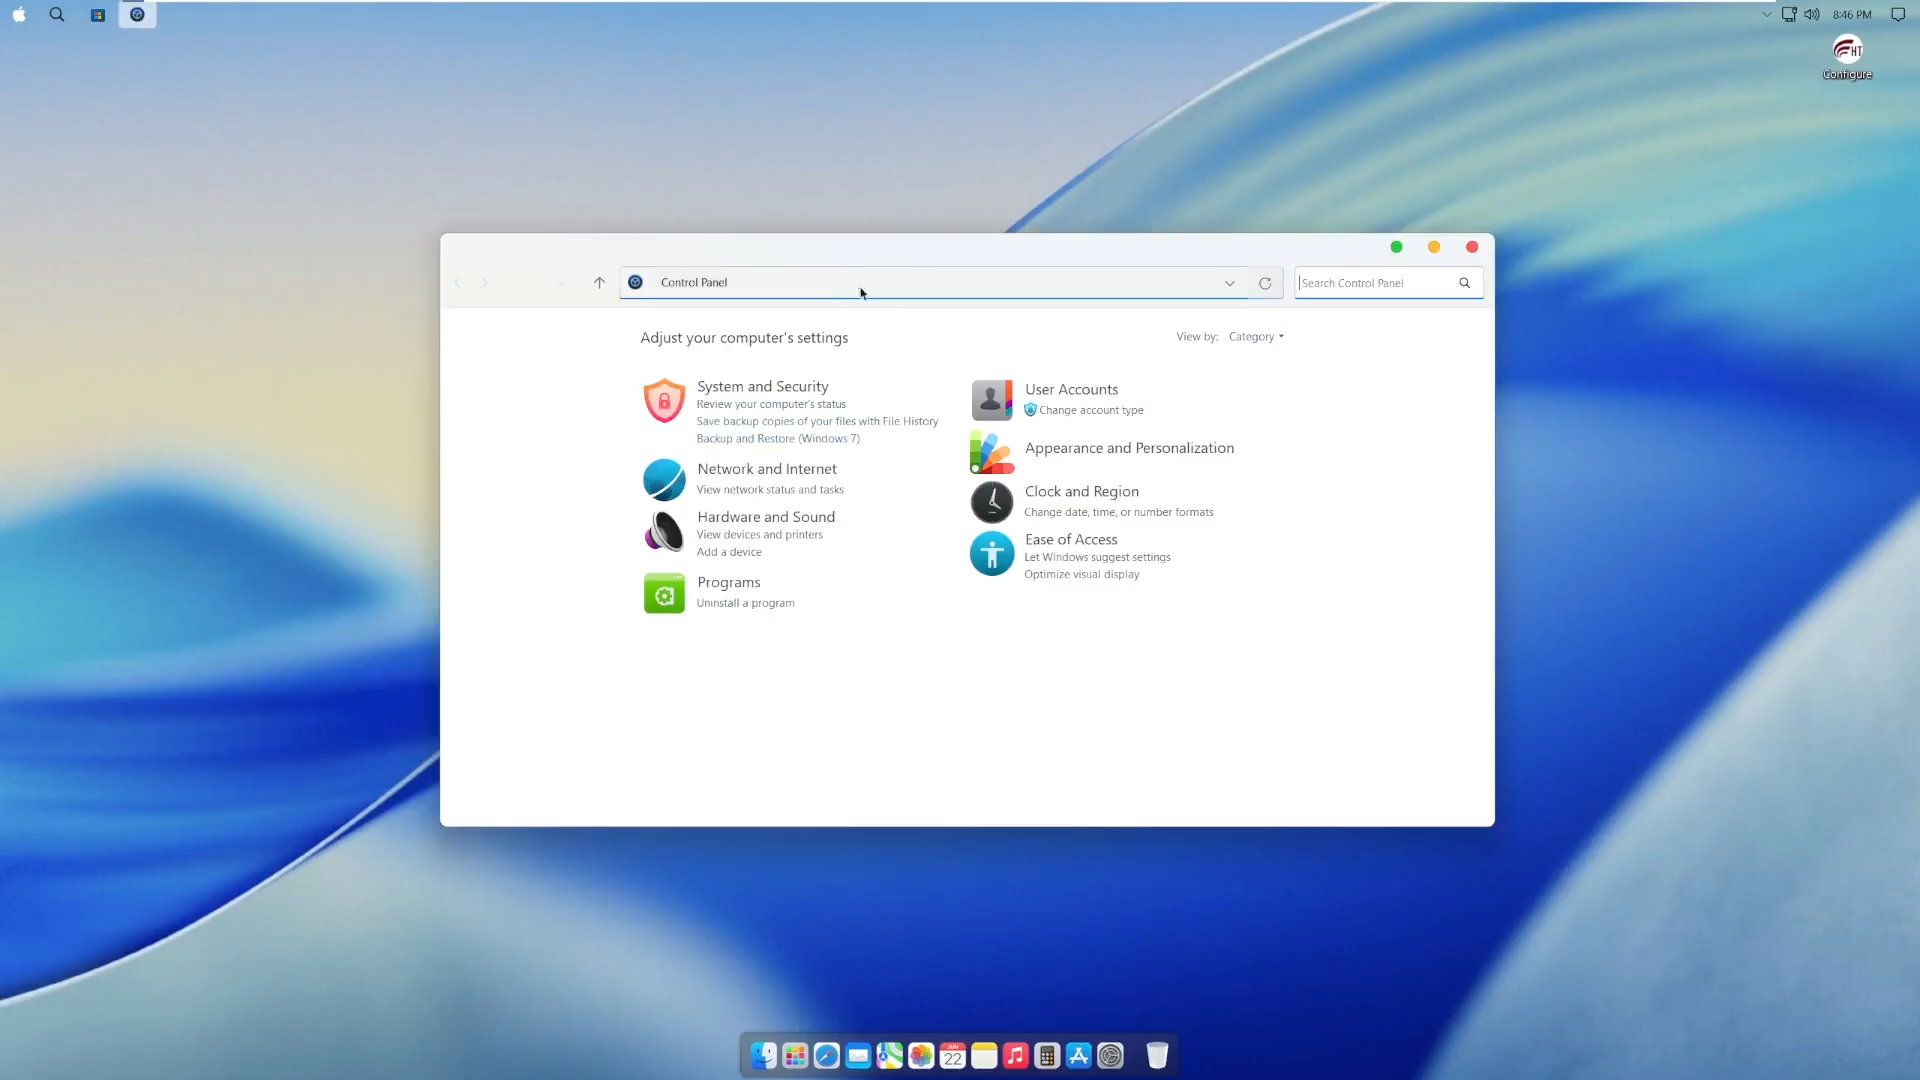 8:46 PM
HT
Configure
Control Panel
Search Control Panel
Adjust your computer's settings
View by: Category
System and Security
Review your computer's status
Save backup copies of your files with File History
Backup and Restore (Windows 7)
Network and Internet
View network status and tasks
Hardware and Sound
View devices and printers
Add a device
Programs
Uninstall a program
User Accounts
Change account type
Appearance and Personalization
Clock and Region
Change date, time, or number formats
Ease of Access
Let Windows suggest settings
Optimize visual display
JUN
22